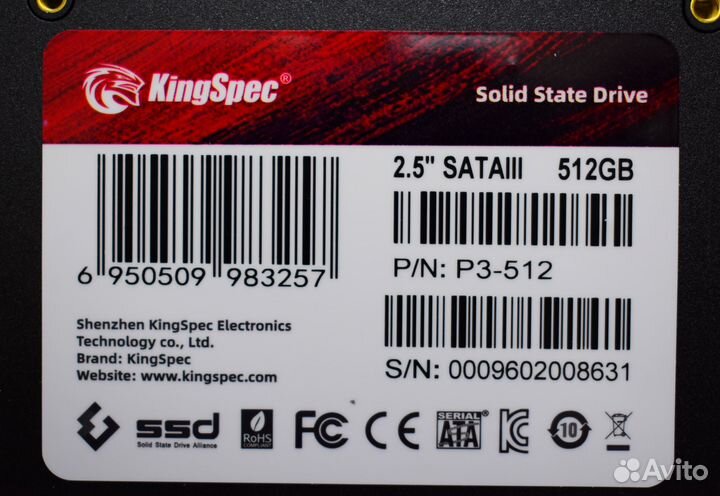 KingSpec®
Solid State Drive
2.5" SATAIII 512GB
P/N: P3-512
6 950509 983257
S/N: 0009602008631
Shenzhen KingSpec Electronics
Technology co., Ltd.
Brand: KingSpec
Website: www.kingspec.com
ssd
Solid State Drive Alliance
RoHS
COMPLIANT
FC CE
SERIAL
ATA
KC
10
Avito